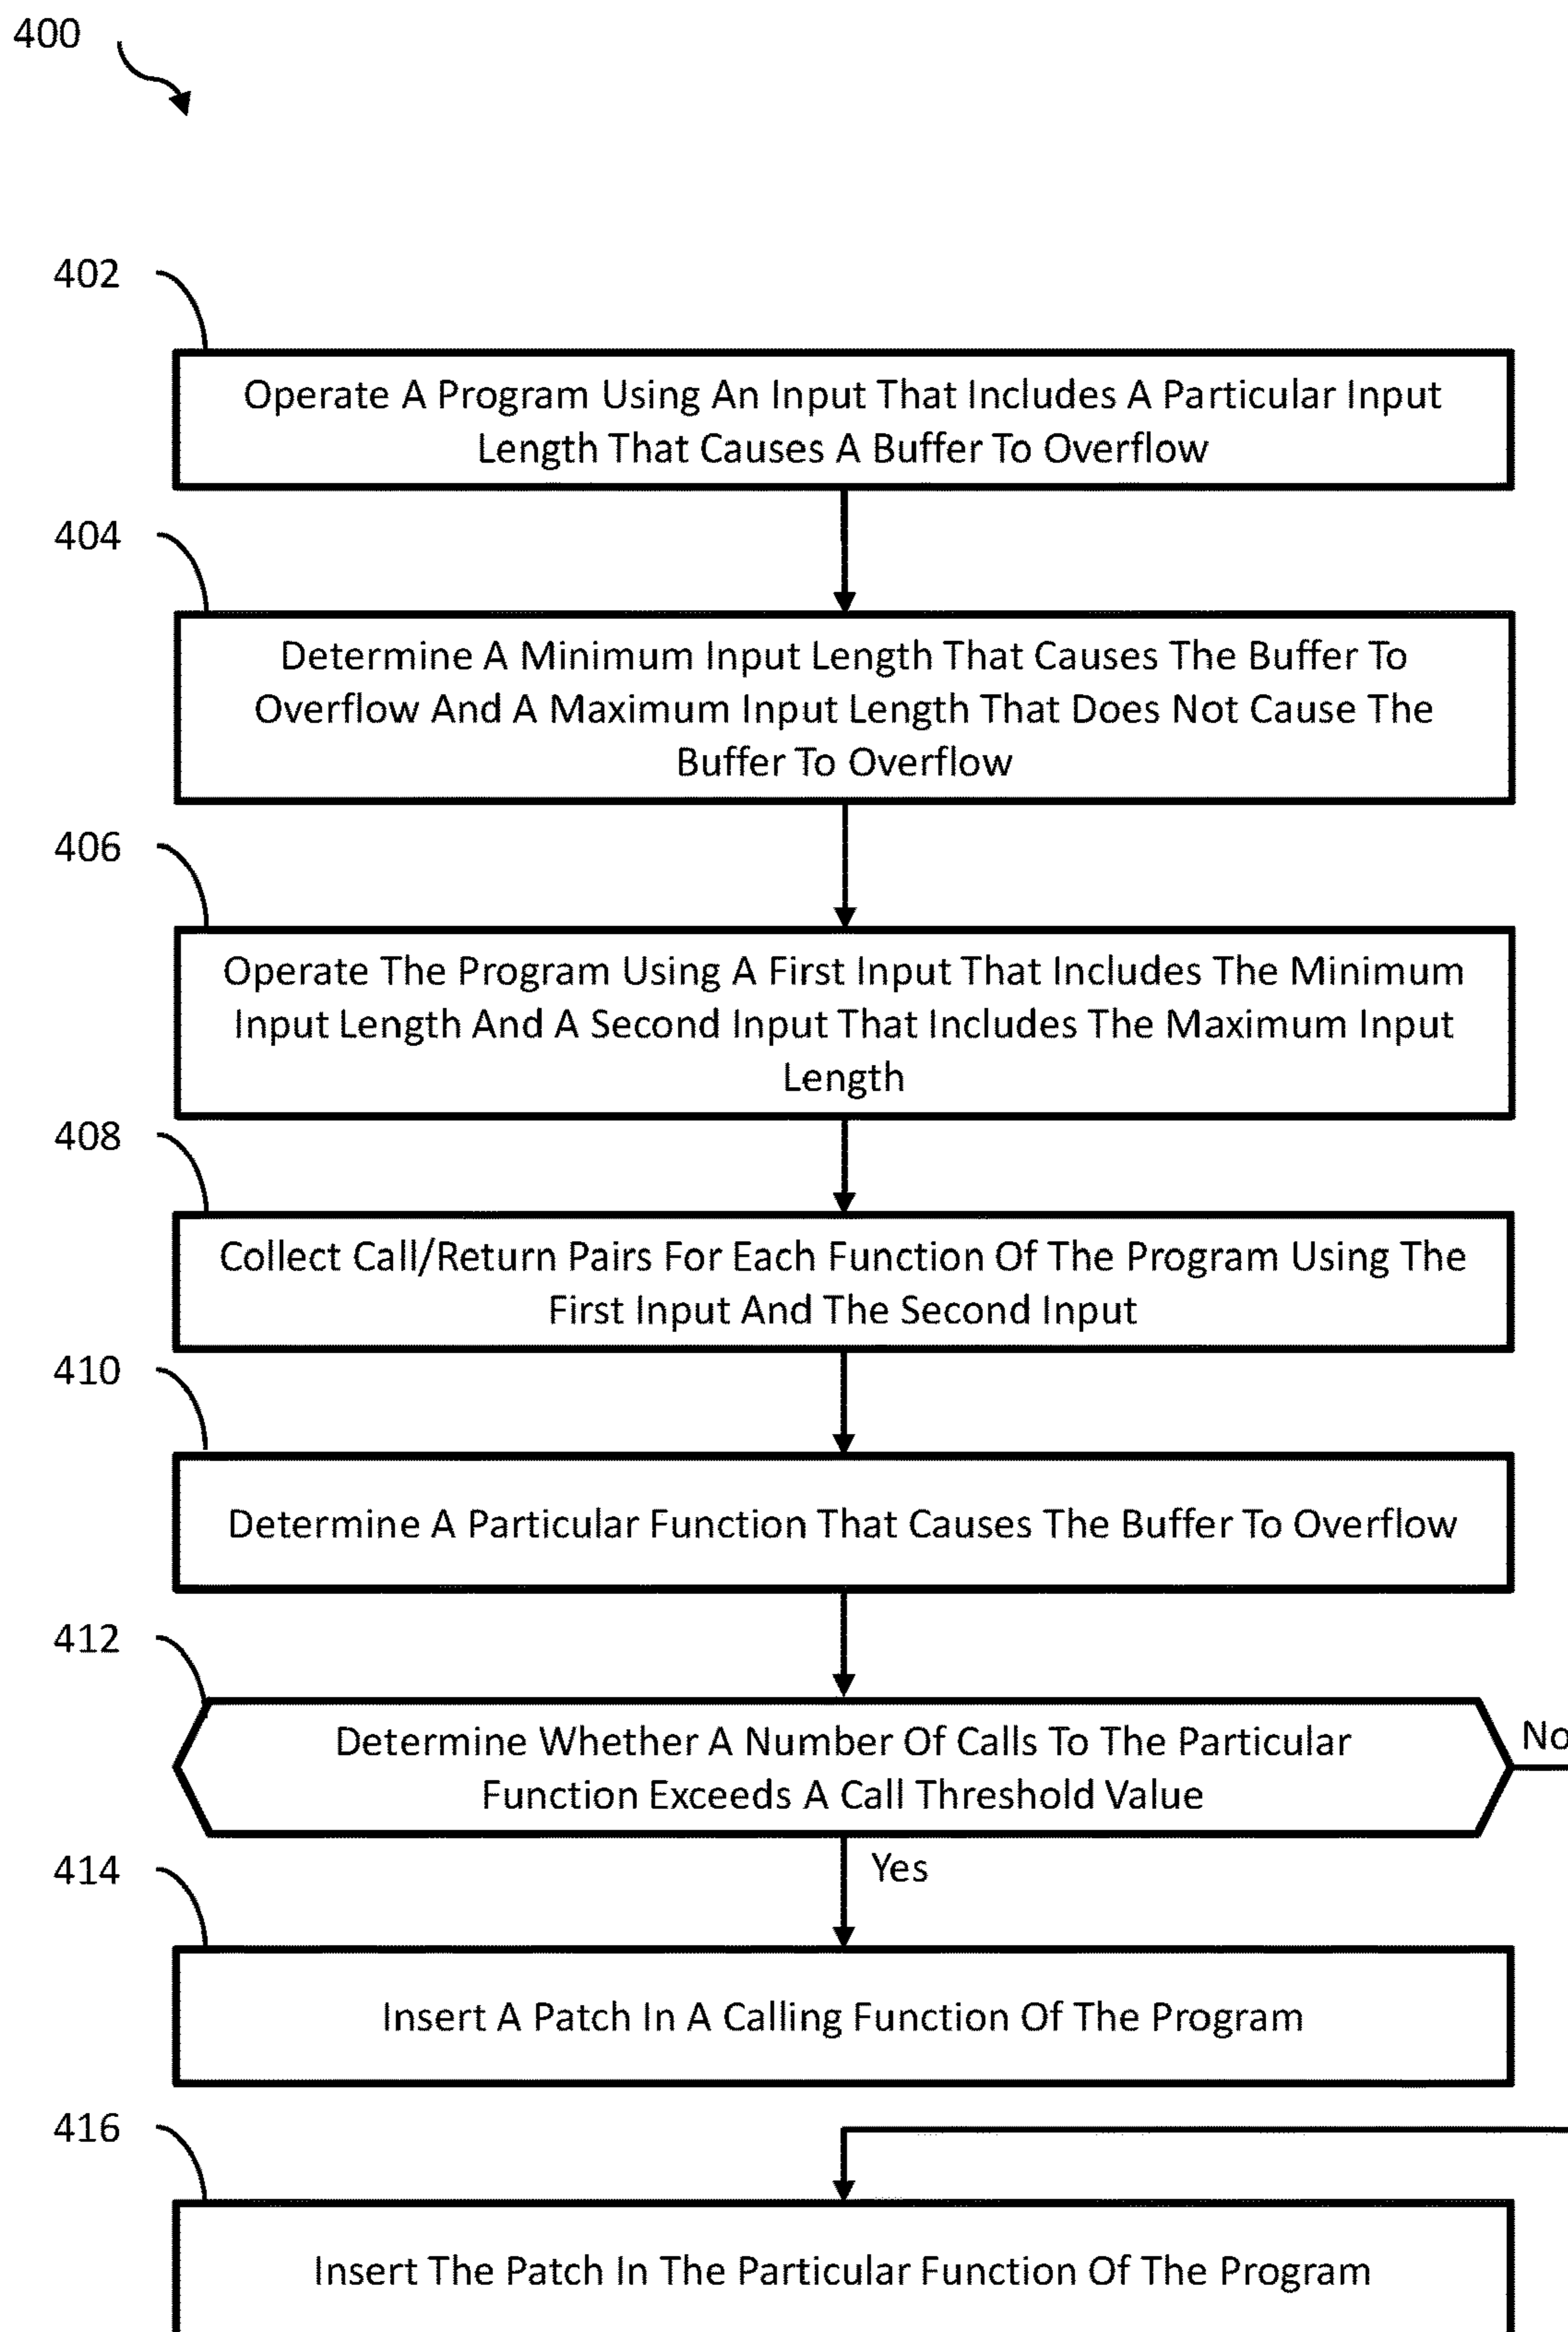 400
402
Operate A Program Using An Input That Includes A Particular Input
Length That Causes A Buffer To Overflow
404
Determine A Minimum Input Length That Causes The Buffer To
Overflow And A Maximum Input Length That Does Not Cause The
Buffer To Overflow
406
Operate The Program Using A First Input That Includes The Minimum
Input Length And A Second Input That Includes The Maximum Input
Length
408
Collect Call/Return Pairs For Each Function Of The Program Using The
First Input And The Second Input
410
Determine A Particular Function That Causes The Buffer To Overflow
412
Determine Whether A Number Of Calls To The Particular
Function Exceeds A Call Threshold Value
No
Yes
414
Insert A Patch In A Calling Function Of The Program
416
Insert The Patch In The Particular Function Of The Program